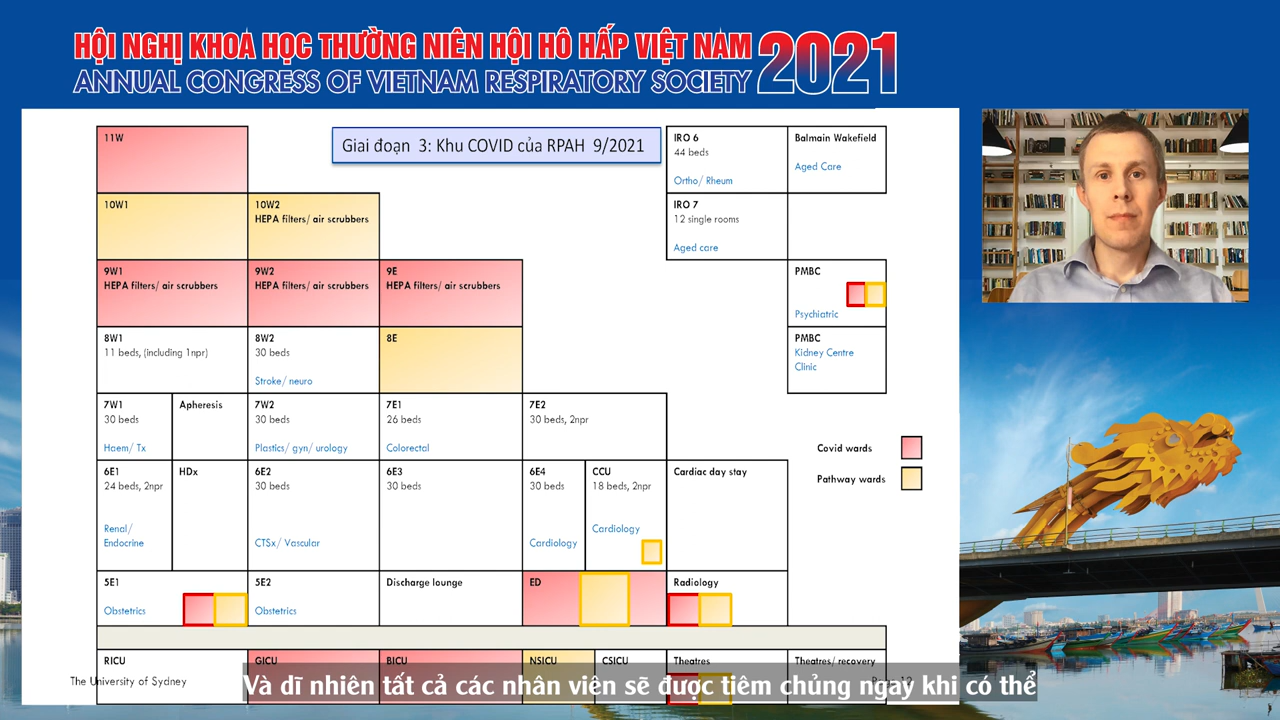 HỘI NGHỊ KHOA HỌC THƯỜNG NIÊN HỘI HÔ HẤP VIỆT NAM 2021
ANNUAL CONGRESS OF VIETNAM RESPIRATORY SOCIETY
Giai đoạn 3: Khu COVID của RPAH 9/2021
11W
IRO 6
44 beds
Ortho/ Rheum
Balmain Wakefield
Aged Care
10W1
10W2
HEPA filters/ air scrubbers
IRO 7
12 single rooms
Aged care
9W1
HEPA filters/ air scrubbers
9W2
HEPA filters/ air scrubbers
9E
HEPA filters/ air scrubbers
PMBC
Psychiatric
8W1
11 beds, (including 1npr)
8W2
30 beds
Stroke/ neuro
8E
PMBC
Kidney Centre
Clinic
7W1
30 beds
Haem/ Tx
Apheresis
7W2
30 beds
Plastics/ gyn/ urology
7E1
26 beds
Colorectal
7E2
30 beds, 2npr
Covid wards
Pathway wards
6E1
24 beds, 2npr
Renal/
Endocrine
HDx
6E2
30 beds
CTSx/ Vascular
6E3
30 beds
6E4
30 beds
Cardiology
CCU
18 beds, 2npr
Cardiology
Cardiac day stay
5E1
Obstetrics
5E2
Obstetrics
Discharge lounge
ED
Radiology
RICU
GICU
BICU
NSICU
CSICU
Theatres
Theatres/ recovery
The University of Sydney
Và dĩ nhiên tất cả các nhân viên sẽ được tiêm chủng ngay khi có thể